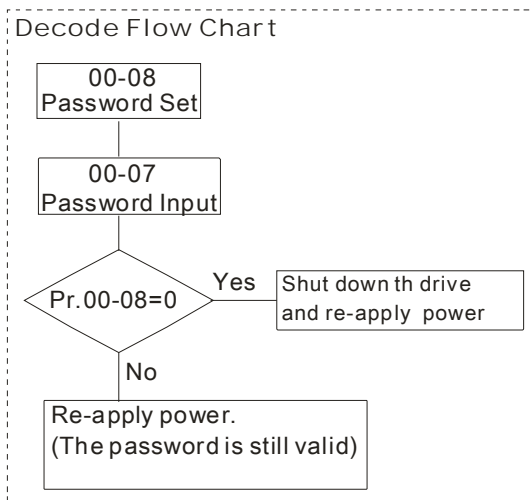 Decode Flow Chart
00-08
Password Set
00-07
Password Input
Pr.00-08=0
Yes
Shut down th drive
and re-apply power
No
Re-apply power.
(The password is still valid)